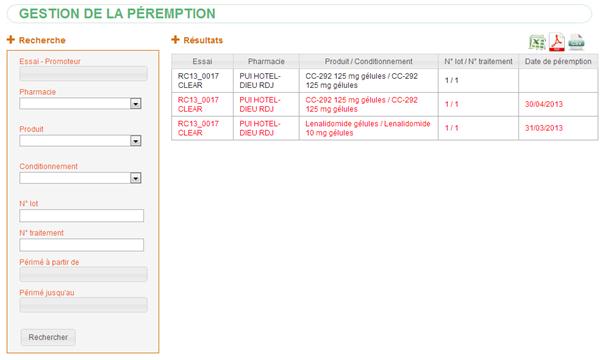 GESTION DE LA PÉREMPTION
Recherche
Essai - Promoteur
Pharmacie
Produit
Conditionnement
N° lot
N° traitement
Périmé à partir de
Périmé jusqu'au
Rechercher
Résultats
PDF
CSV
Essai Pharmacie Produit / Conditionnement N° lot / N° traitement Date de péremption
RC13_0017 PUI HOTEL- CC-292 125 mg gélules / CC-292 1 / 1
CLEAR DIEU RDJ 125 mg gélules
RC13_0017 PUI HOTEL- CC-292 125 mg gélules / CC-292 1 / 1 30/04/2013
CLEAR DIEU RDJ 125 mg gélules
RC13_0017 PUI HOTEL- Lenalidomide gélules / Lenalidomide 1 / 1 31/03/2013
CLEAR DIEU RDJ 10 mg gélules